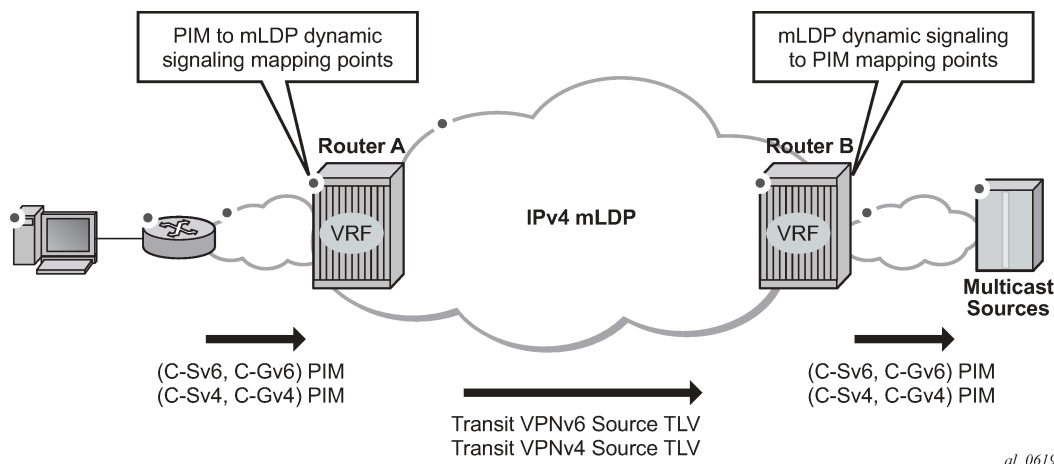 PIM to mLDP dynamic
signaling mapping points
mLDP dynamic signaling
to PIM mapping points
Router A
Router B
IPv4 mLDP
VRF
VRF
Multicast
Sources
(C-Sv6, C-Gv6) PIM
(C-Sv4, C-Gv4) PIM
(C-Sv6, C-Gv6) PIM
(C-Sv4, C-Gv4) PIM
Transit VPNv6 Source TLV
Transit VPNv4 Source TLV
al_0619